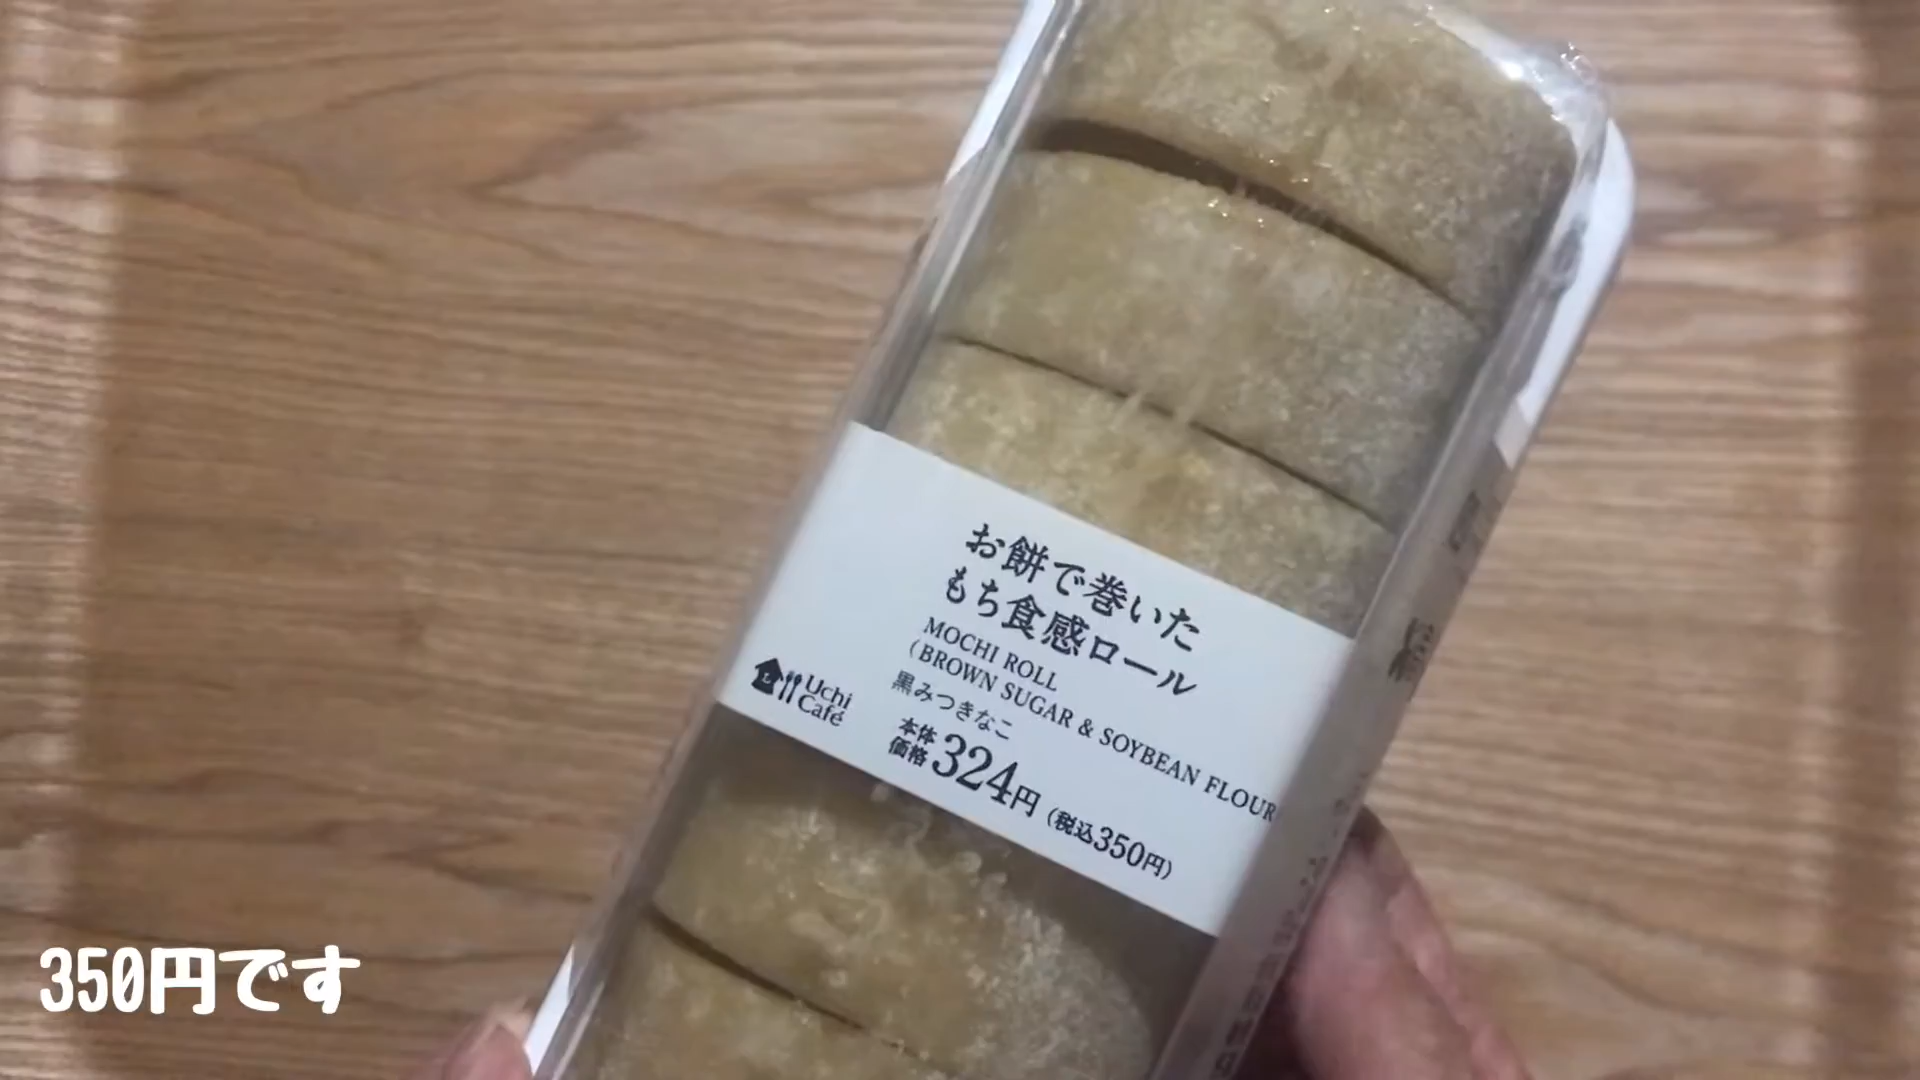 お餅で巻いた
もち食感ロール
MOCHI ROLL
(BROWN SUGAR & SOYBEAN FLOUR
黒みつきなこ
Uchi
Café
本体
価格324円(税込350円)
350円です